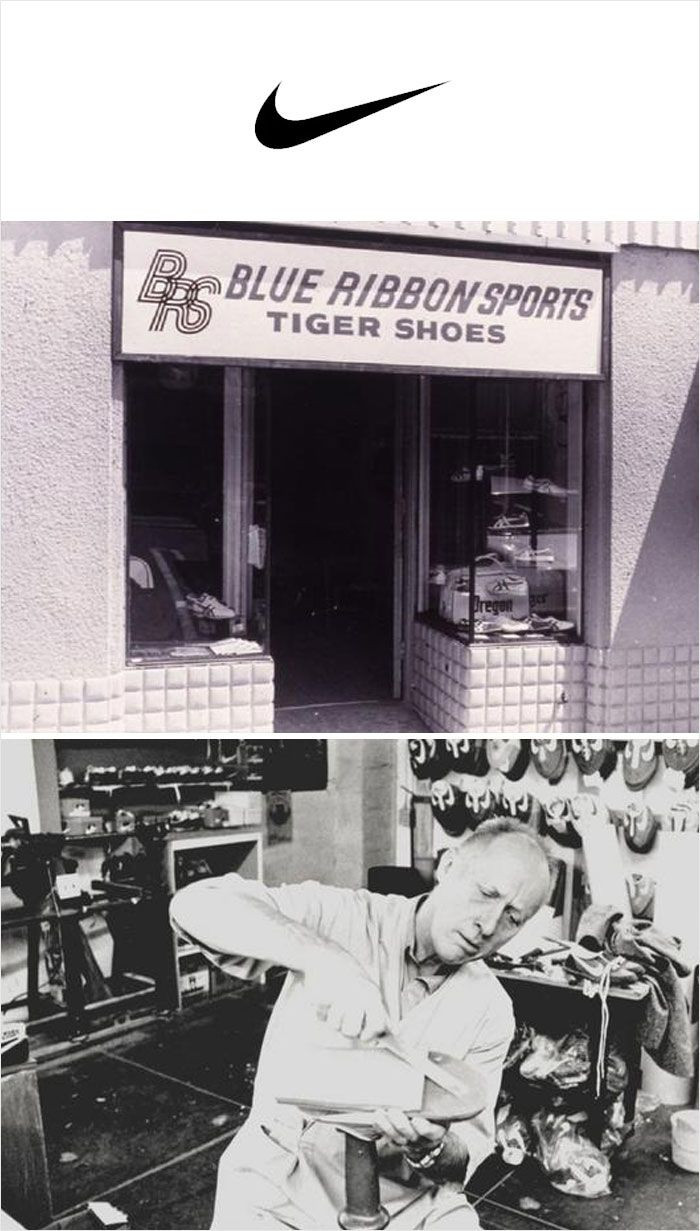 BRS BLUE RIBBON SPORTS
TIGER SHOES
Oregon